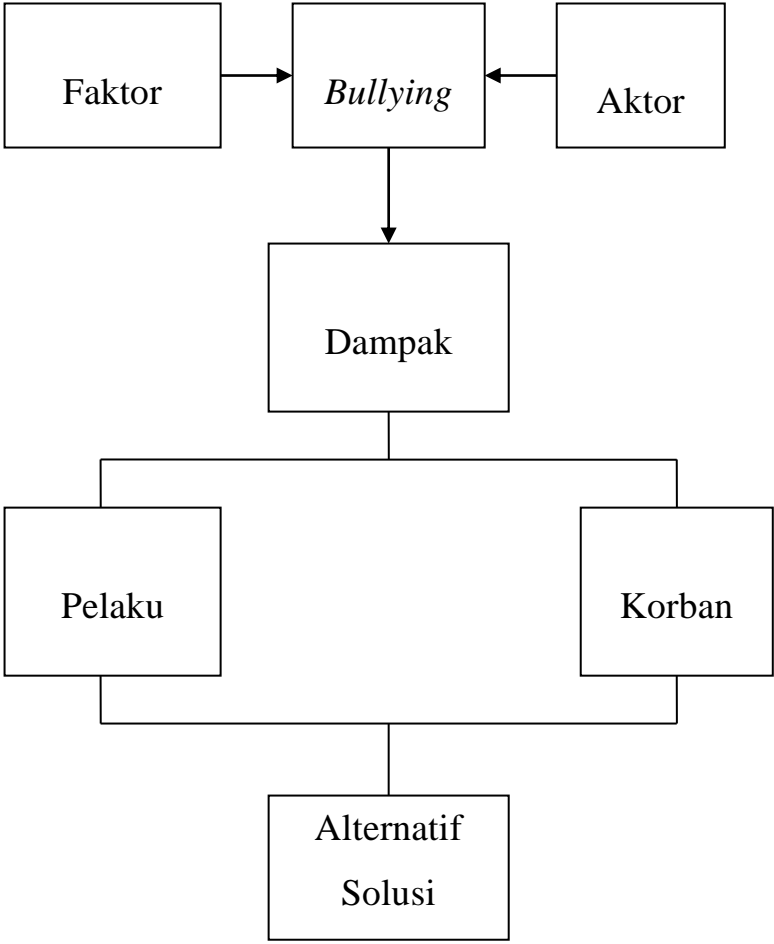 Faktor
Bullying
Aktor
Dampak
Pelaku
Korban
Alternatif
Solusi